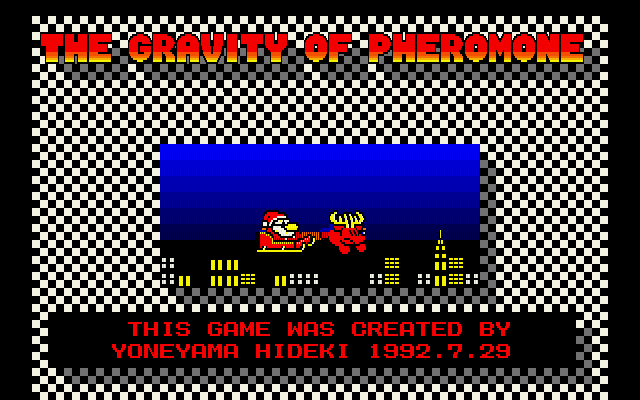 THE GRAVITY OF PHEROMONE
THIS GAME WAS CREATED BY
YONEYAMA HIDEKI 1992.7.29